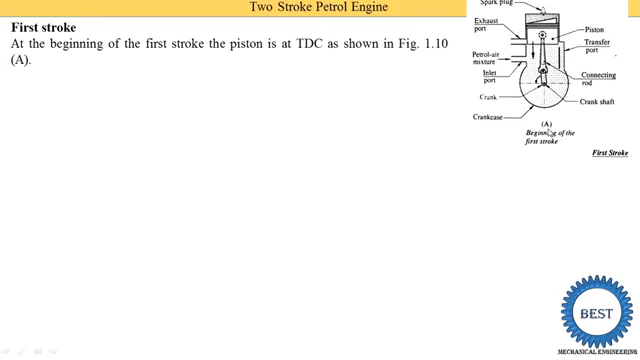 Two Stroke Petrol Engine
First stroke
At the beginning of the first stroke the piston is at TDC as shown in Fig. 1.10
(A).
Spark plug
Exhaust
port
Piston
Transfer
port
Petrol-air
mixture
Inlet
port
Connecting
rod
Crank
Crank shaft
Crankcase
(A)
Beginning of the
first stroke
First Stroke
BEST
MECHANICAL ENGINEERING